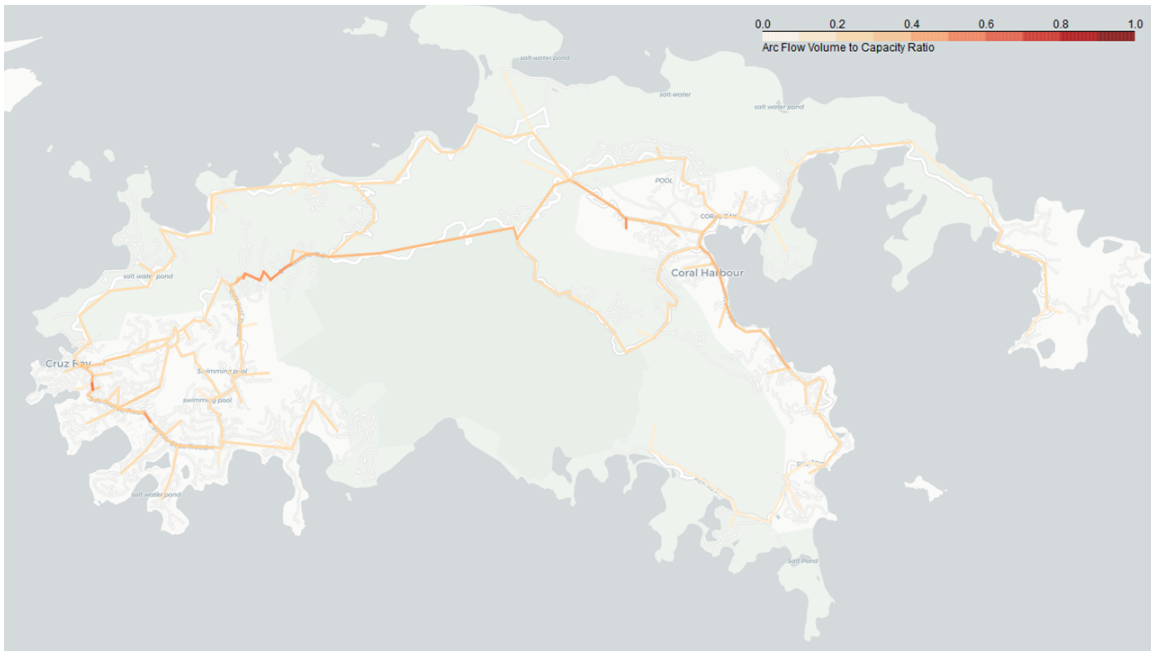 0.0 0.2 0.4 0.6 0.8 1.0
Arc Flow Volume to Capacity Ratio
salt water pond
salt water
salt water pond
POOL
Coral Harbour
salt water pond
Cruz Bay
Swimming pool
swimming pool
salt water pond
Salt Pond